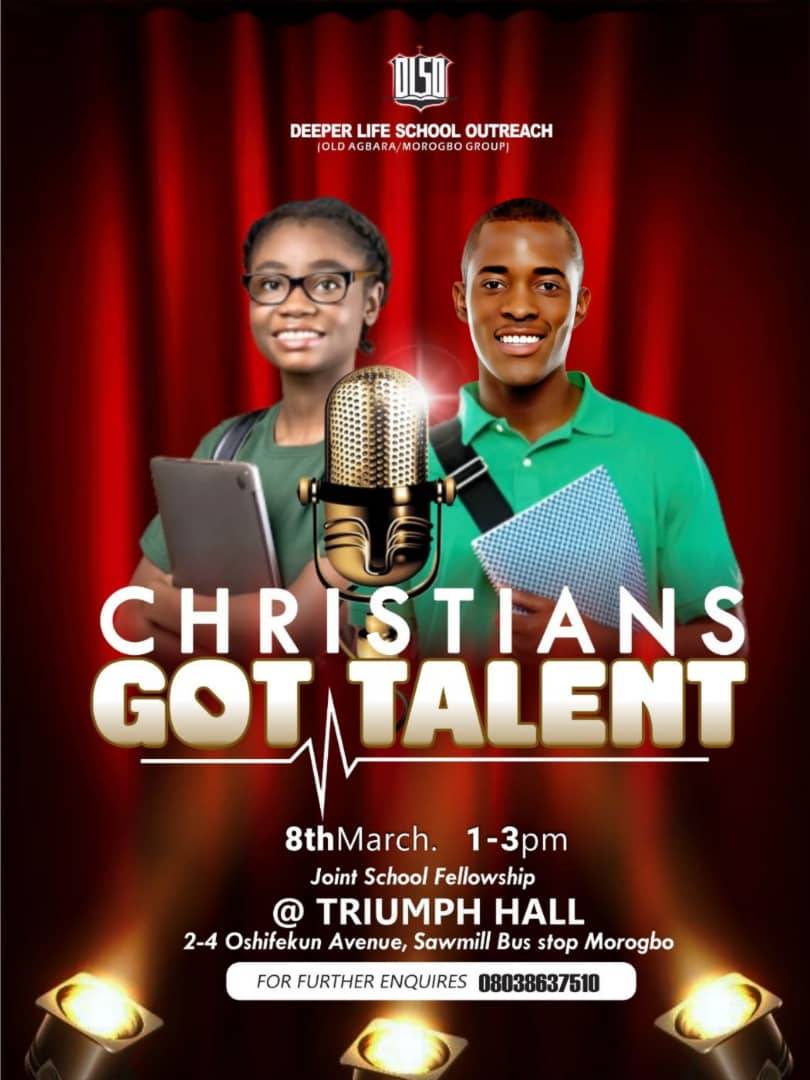 DLSO
DEEPER LIFE SCHOOL OUTREACH
(OLD AGBARA/MOROGBO GROUP)
CHRISTIANS
GOT TALENT
8thMarch. 1-3pm
Joint School Fellowship
@ TRIUMPH HALL
2-4 Oshifekun Avenue, Sawmill Bus stop Morogbo
FOR FURTHER ENQUIRES 08038637510